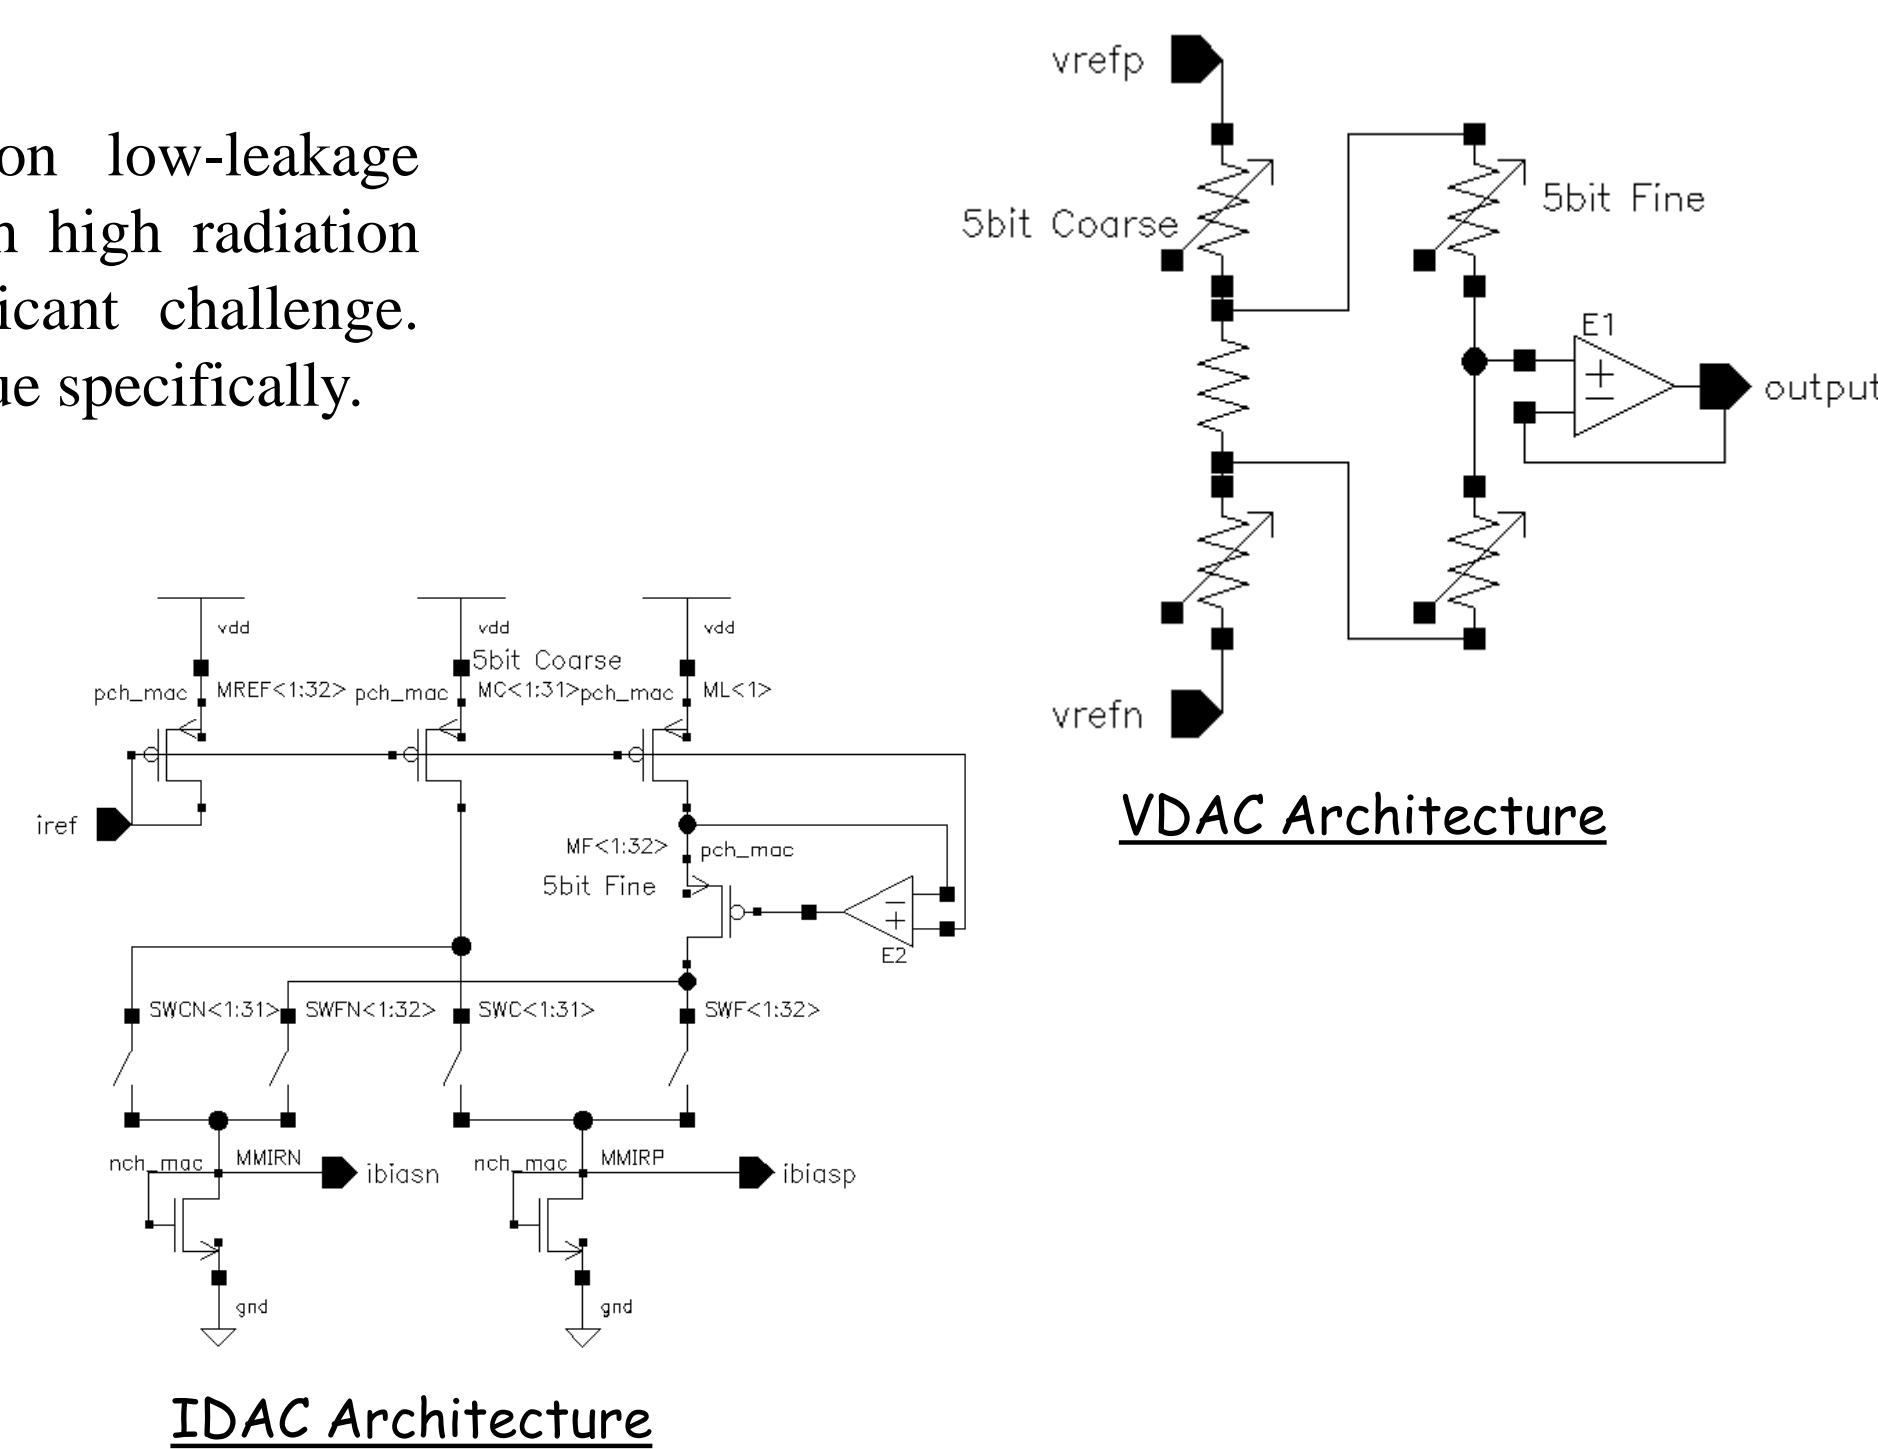 on low-leakage
n high radiation
icant challenge.
ue specifically.
vrefp
5bit Coarse
5bit Fine
E1
+
−
output
vrefn
VDAC Architecture
vdd
vdd
vdd
5bit Coarse
pch_mac
MREF<1:32>
pch_mac
MC<1:31>
pch_mac
ML<1>
iref
MF<1:32>
pch_mac
5bit Fine
−
+
E2
SWCN<1:31>
SWFN<1:32>
SWC<1:31>
SWF<1:32>
nch_mac
MMIRN
ibiasn
nch_mac
MMIRP
ibiasp
gnd
gnd
IDAC Architecture